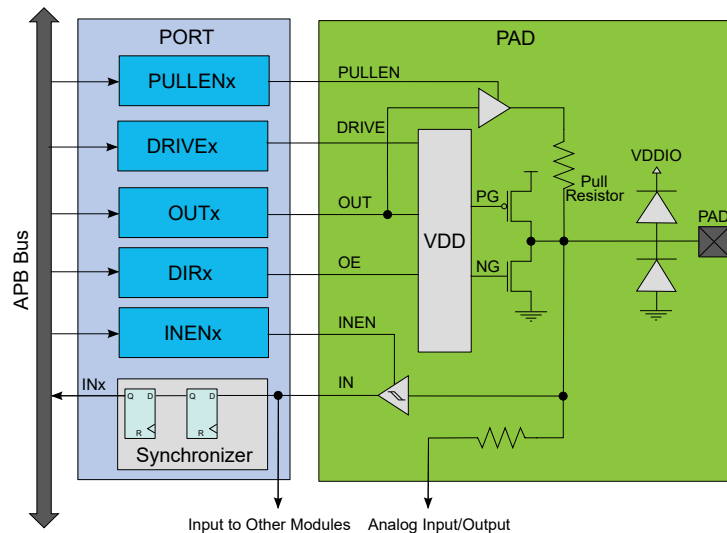 PORT
PAD
PULLENx
PULLEN
DRIVEx
DRIVE
VDDIO
Pull
Resistor
PAD
OUTx
OUT
PG
VDD
DIRx
OE
NG
INENx
INEN
APB Bus
INx
IN
Q D
R
Q D
R
Synchronizer
Input to Other Modules
Analog Input/Output